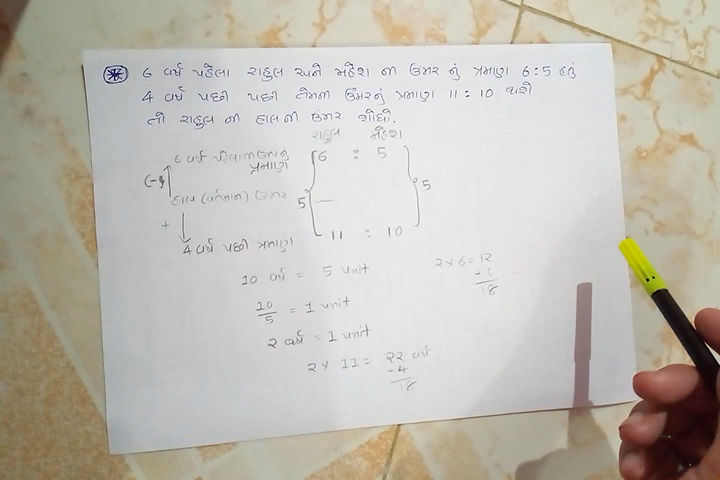 * 6 વર્ષ પહેલા રાહુલ અને મહેશ ના ઉંમર નું પ્રમાણ 6:5 હતું
4 વર્ષ પછી પછી તેમના ઉંમરનું પ્રમાણ 11:10 થશે
તો રાહુલ ની હાલ ની ઉંમર શોધો.
રાહુલ મહેશ
6 વર્ષ પહેલાના ઉંમરનું 6 : 5
પ્રમાણ
(-)
હાલ (વર્તમાન) ઉંમર 5 — 5
+
11 : 10
4 વર્ષ પછી પ્રમાણ
10 વર્ષ = 5 unit
10/5 = 1 unit
2 વર્ષ = 1 unit
2 x 11 = 22 વર્ષ
-4
18
2 x 6 = 12
+6
18